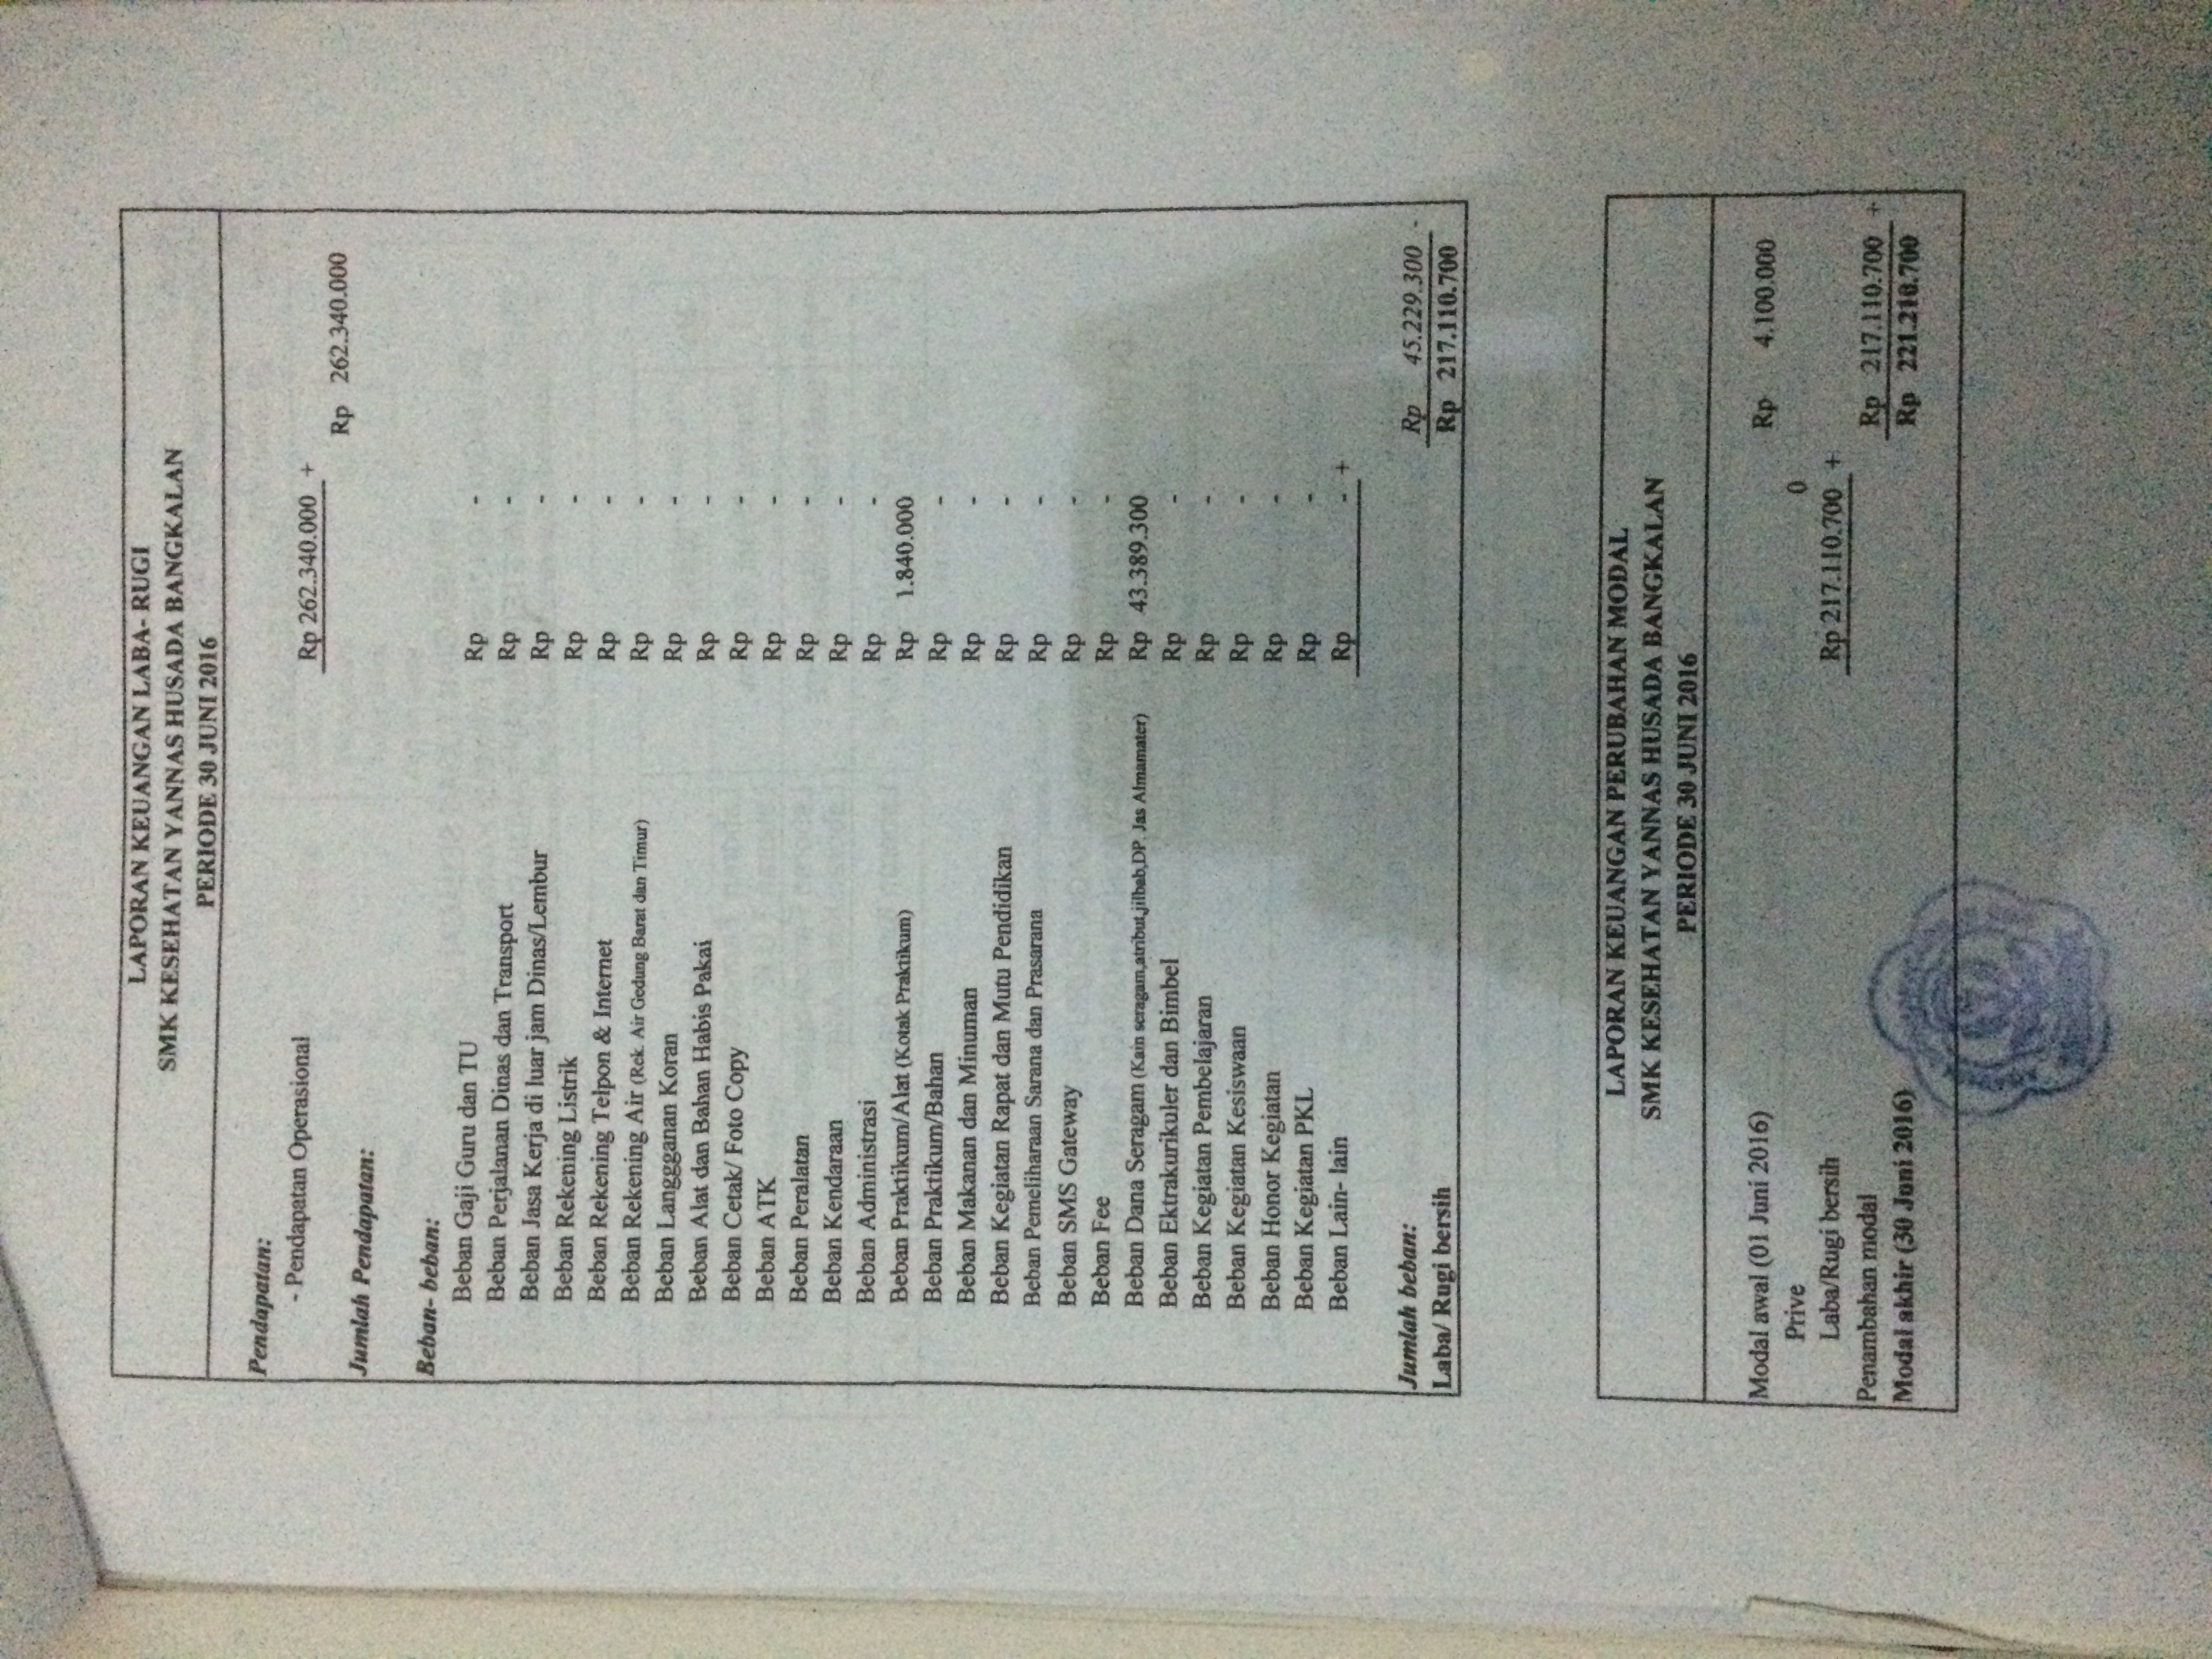 LAPORAN KEUANGAN LABA- RUGI
SMK KESEHATAN YANNAS HUSADA BANGKALAN
PERIODE 30 JUNI 2016
Pendapatan:
- Pendapatan Operasional Rp 262.340.000 +
Jumlah Pendapatan: Rp 262.340.000
Beban- beban:
Beban Gaji Guru dan TU Rp -
Beban Perjalanan Dinas dan Transport Rp -
Beban Jasa Kerja di luar jam Dinas/Lembur Rp -
Beban Rekening Listrik Rp -
Beban Rekening Telpon & Internet Rp -
Beban Rekening Air (Rek. Air Gedung Barat dan Timur) Rp -
Beban Langgganan Koran Rp -
Beban Alat dan Bahan Habis Pakai Rp -
Beban Cetak/ Foto Copy Rp -
Beban ATK Rp -
Beban Peralatan Rp -
Beban Kendaraan Rp -
Beban Administrasi Rp -
Beban Praktikum/Alat (Kotak Praktikum) Rp 1.840.000
Beban Praktikum/Bahan Rp -
Beban Makanan dan Minuman Rp -
Beban Kegiatan Rapat dan Mutu Pendidikan Rp -
Beban Pemeliharaan Sarana dan Prasarana Rp -
Beban SMS Gateway Rp -
Beban Fee Rp -
Beban Dana Seragam (Kain seragam,atribut,jilbab,DP. Jas Almamater) Rp 43.389.300
Beban Ektrakurikuler dan Bimbel Rp -
Beban Kegiatan Pembelajaran Rp -
Beban Kegiatan Kesiswaan Rp -
Beban Honor Kegiatan Rp -
Beban Kegiatan PKL Rp -
Beban Lain- lain Rp - +
Jumlah beban: Rp 45.229.300 -
Laba/ Rugi bersih Rp 217.110.700
LAPORAN KEUANGAN PERUBAHAN MODAL
SMK KESEHATAN YANNAS HUSADA BANGKALAN
PERIODE 30 JUNI 2016
Modal awal (01 Juni 2016) Rp 4.100.000
Prive 0
Laba/Rugi bersih Rp 217.110.700 +
Penambahan modal Rp 217.110.700 +
Modal akhir (30 Juni 2016) Rp 221.210.700